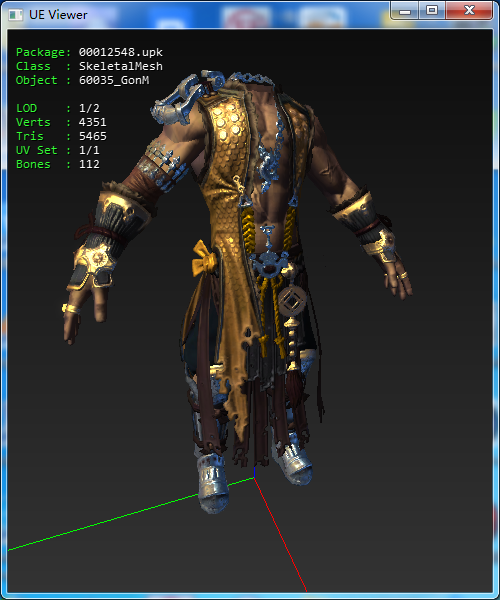 UE Viewer
Package: 00012548.upk
Class : SkeletalMesh
Object : 60035_GonM
LOD : 1/2
Verts : 4351
Tris : 5465
UV Set : 1/1
Bones : 112